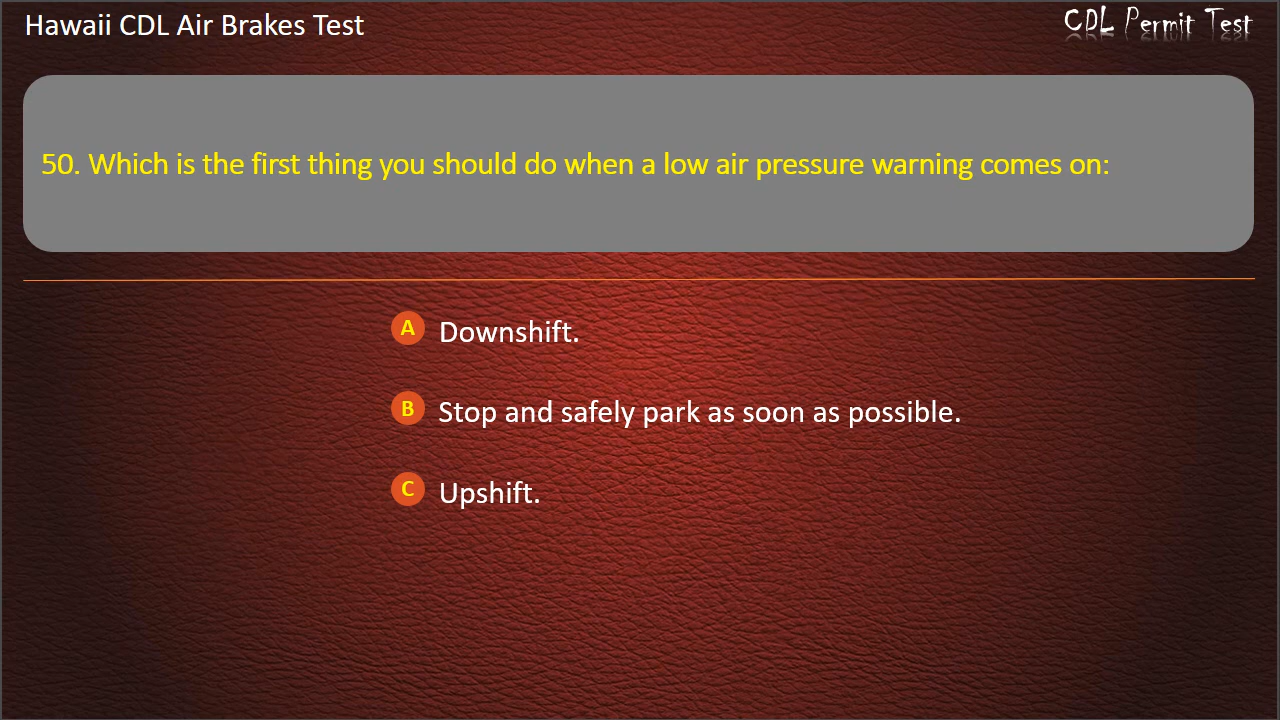 Hawaii CDL Air Brakes Test
CDL Permit Test
50. Which is the first thing you should do when a low air pressure warning comes on:
A Downshift.
B Stop and safely park as soon as possible.
C Upshift.